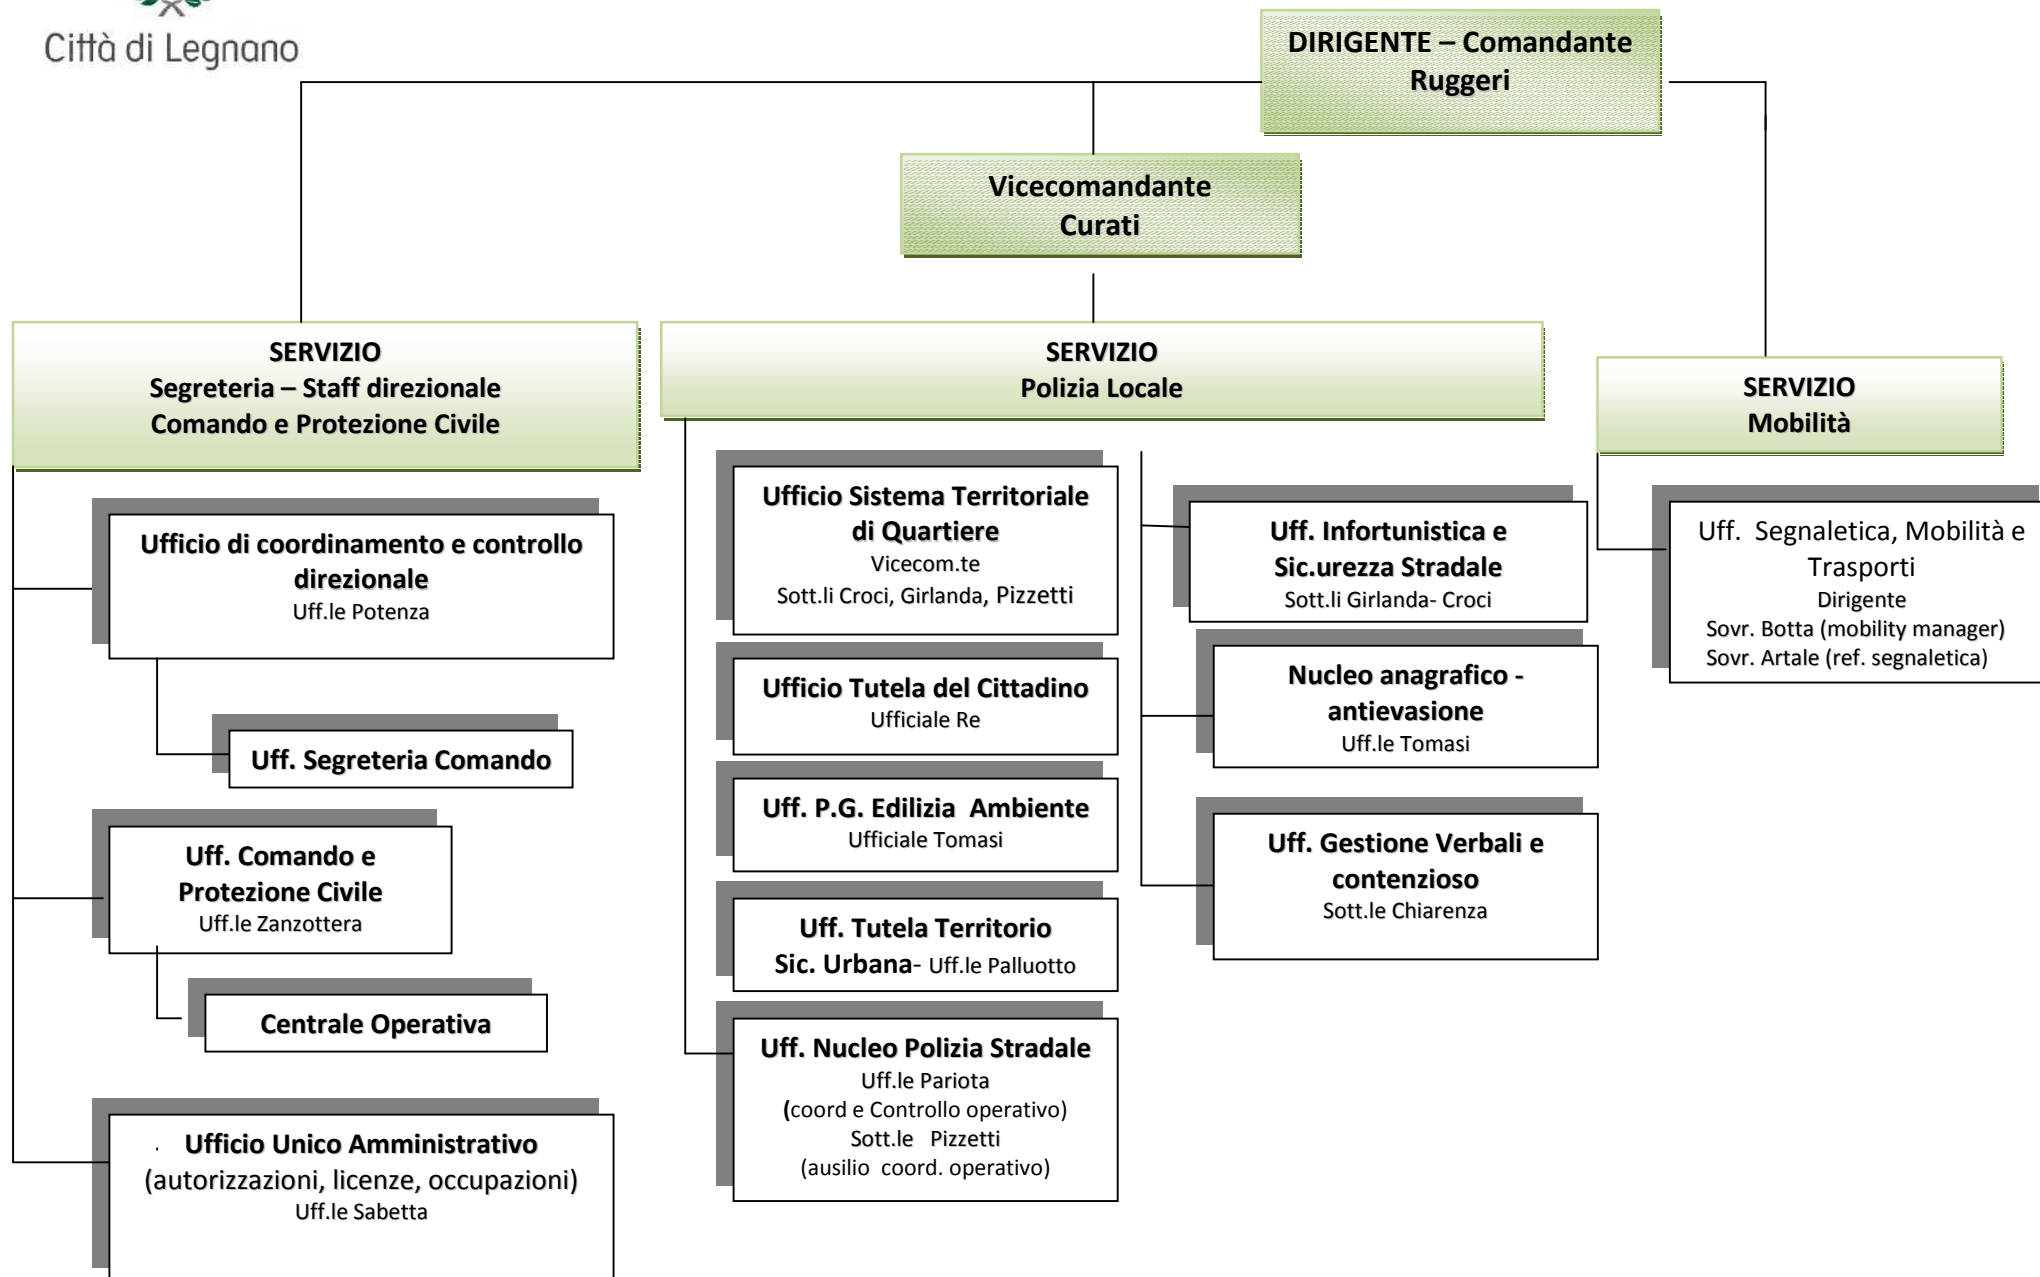 Città di Legnano
DIRIGENTE – Comandante
Ruggeri
Vicecomandante
Curati
SERVIZIO
Segreteria – Staff direzionale
Comando e Protezione Civile
Ufficio di coordinamento e controllo
direzionale
Uff.le Potenza
Uff. Segreteria Comando
Uff. Comando e
Protezione Civile
Uff.le Zanzottera
Centrale Operativa
Ufficio Unico Amministrativo
(autorizzazioni, licenze, occupazioni)
Uff.le Sabetta
SERVIZIO
Polizia Locale
Ufficio Sistema Territoriale
di Quartiere
Vicecom.te
Sott.li Croci, Girlanda, Pizzetti
Ufficio Tutela del Cittadino
Ufficiale Re
Uff. P.G. Edilizia Ambiente
Ufficiale Tomasi
Uff. Tutela Territorio
Sic. Urbana- Uff.le Palluotto
Uff. Nucleo Polizia Stradale
Uff.le Pariota
(coord e Controllo operativo)
Sott.le Pizzetti
(ausilio coord. operativo)
Uff. Infortunistica e
Sic.urezza Stradale
Sott.li Girlanda- Croci
Nucleo anagrafico -
antievasione
Uff.le Tomasi
Uff. Gestione Verbali e
contenzioso
Sott.le Chiarenza
SERVIZIO
Mobilità
Uff. Segnaletica, Mobilità e
Trasporti
Dirigente
Sovr. Botta (mobility manager)
Sovr. Artale (ref. segnaletica)